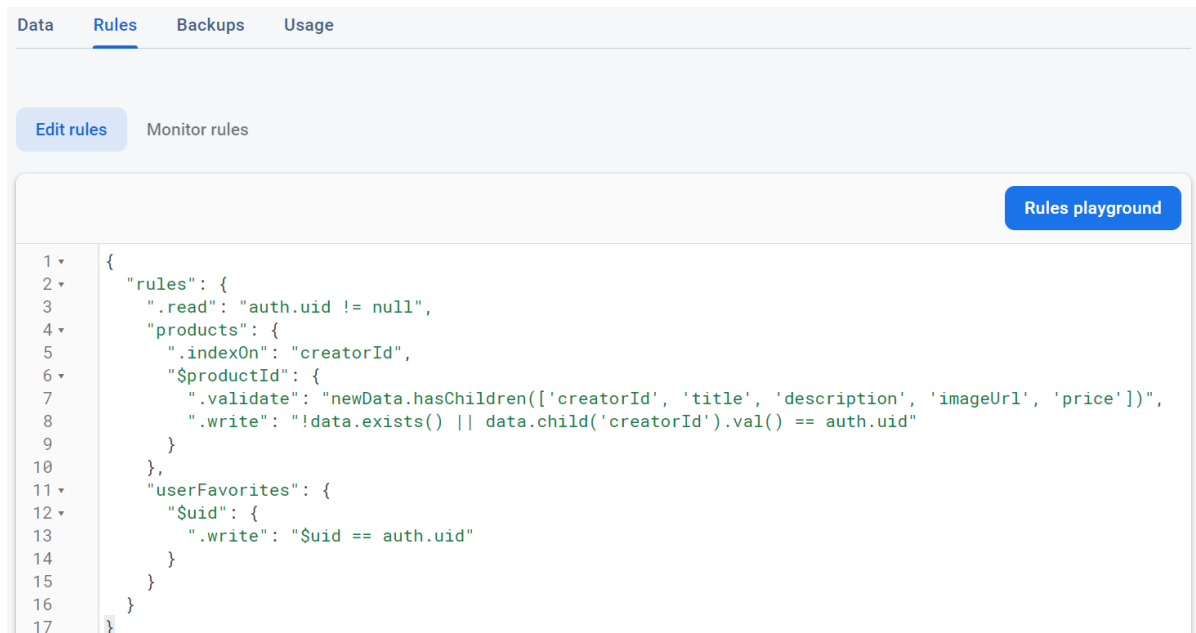 Data Rules Backups Usage
Edit rules Monitor rules
Rules playground
1 {
2 "rules": {
3 ".read": "auth.uid != null",
4 "products": {
5 ".indexOn": "creatorId",
6 "$productId": {
7 ".validate": "newData.hasChildren(['creatorId', 'title', 'description', 'imageUrl', 'price'])",
8 ".write": "!data.exists() || data.child('creatorId').val() == auth.uid"
9 }
10 },
11 "userFavorites": {
12 "$uid": {
13 ".write": "$uid == auth.uid"
14 }
15 }
16 }
17 }